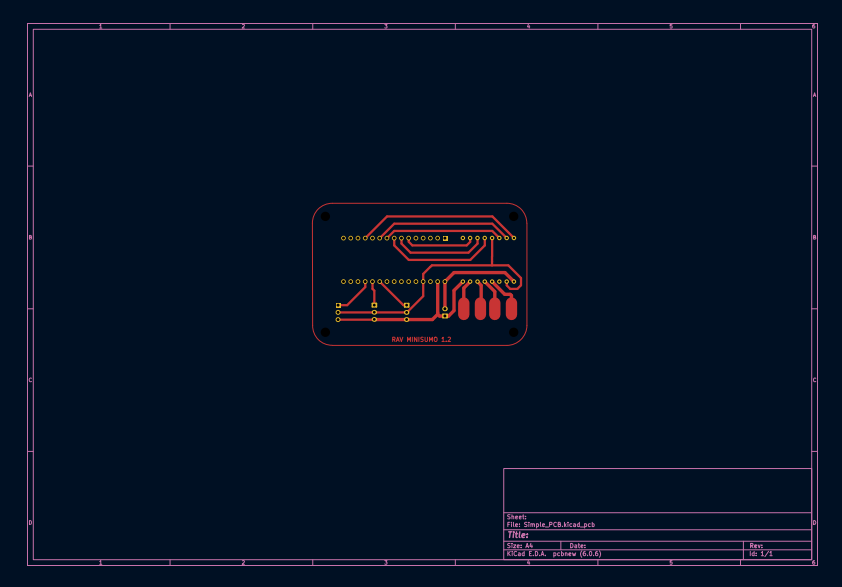 1 2 3 4 5 6
A A
B B
RAV MINISUMO 1.2
C C
Sheet:
File: Simple_PCB.kicad_pcb
D D
Title:
Size: A4 Date: Rev:
KiCad E.D.A. pcbnew (6.0.6) Id: 1/1
1 2 3 4 5 6